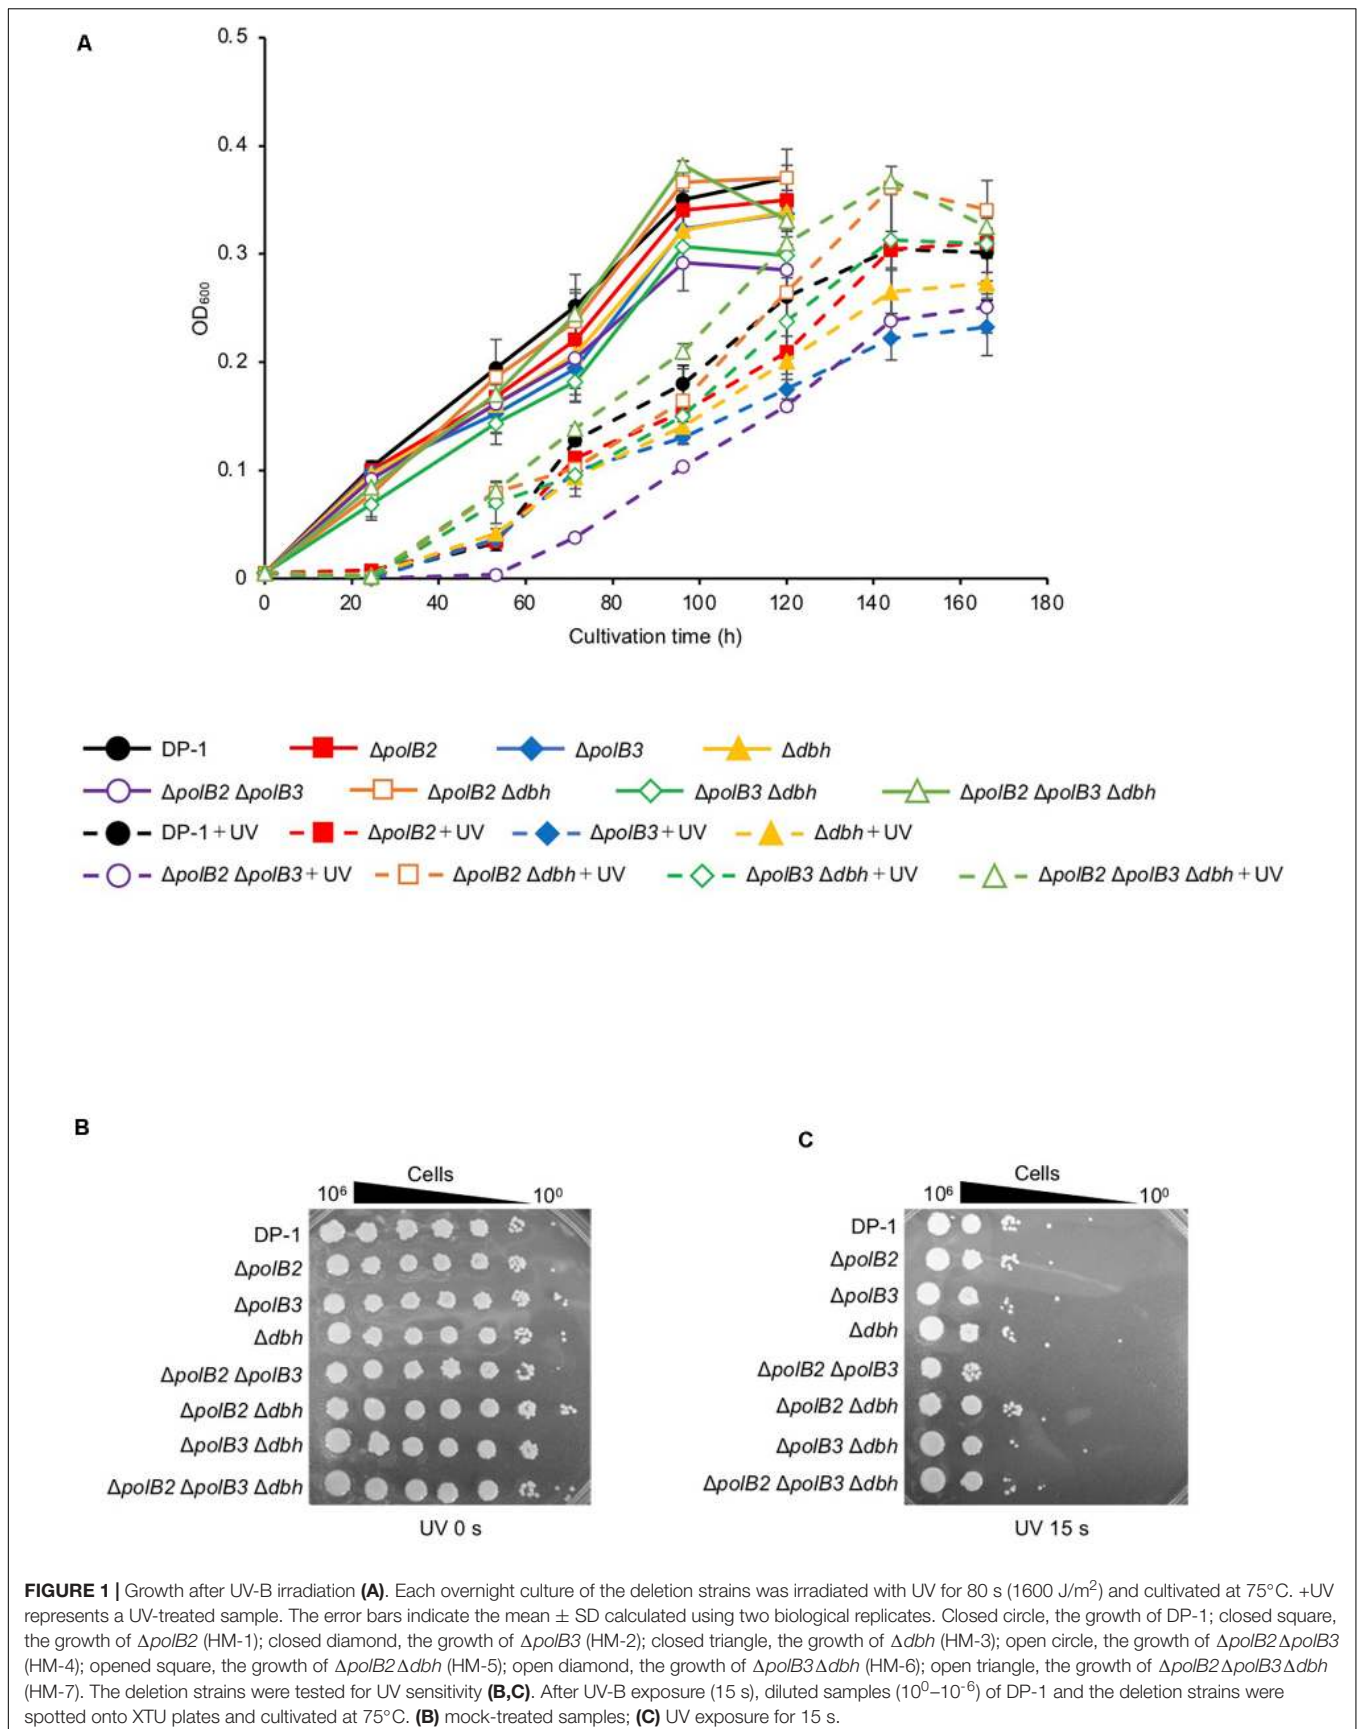 A
0.5
0.4
0.3
0.2
0.1
0
OD600
0 20 40 60 80 100 120 140 160 180
Cultivation time (h)
DP-1 ΔpolB2 ΔpolB3 Δdbh
ΔpolB2 ΔpolB3 ΔpolB2 Δdbh ΔpolB3 Δdbh ΔpolB2 ΔpolB3 Δdbh
DP-1+UV ΔpolB2+UV ΔpolB3+UV Δdbh+UV
ΔpolB2 ΔpolB3+UV ΔpolB2 Δdbh+UV ΔpolB3 Δdbh+UV ΔpolB2 ΔpolB3 Δdbh+UV
B
Cells
10⁶ 10⁰
DP-1
ΔpolB2
ΔpolB3
Δdbh
ΔpolB2 ΔpolB3
ΔpolB2 Δdbh
ΔpolB3 Δdbh
ΔpolB2 ΔpolB3 Δdbh
UV 0 s
C
Cells
10⁶ 10⁰
DP-1
ΔpolB2
ΔpolB3
Δdbh
ΔpolB2 ΔpolB3
ΔpolB2 Δdbh
ΔpolB3 Δdbh
ΔpolB2 ΔpolB3 Δdbh
UV 15 s
FIGURE 1 | Growth after UV-B irradiation (A). Each overnight culture of the deletion strains was irradiated with UV for 80 s (1600 J/m²) and cultivated at 75°C. +UV
represents a UV-treated sample. The error bars indicate the mean ± SD calculated using two biological replicates. Closed circle, the growth of DP-1; closed square,
the growth of ΔpolB2 (HM-1); closed diamond, the growth of ΔpolB3 (HM-2); closed triangle, the growth of Δdbh (HM-3); open circle, the growth of ΔpolB2ΔpolB3
(HM-4); opened square, the growth of ΔpolB2Δdbh (HM-5); open diamond, the growth of ΔpolB3Δdbh (HM-6); open triangle, the growth of ΔpolB2ΔpolB3Δdbh
(HM-7). The deletion strains were tested for UV sensitivity (B,C). After UV-B exposure (15 s), diluted samples (10⁰–10⁻⁶) of DP-1 and the deletion strains were
spotted onto XTU plates and cultivated at 75°C. (B) mock-treated samples; (C) UV exposure for 15 s.